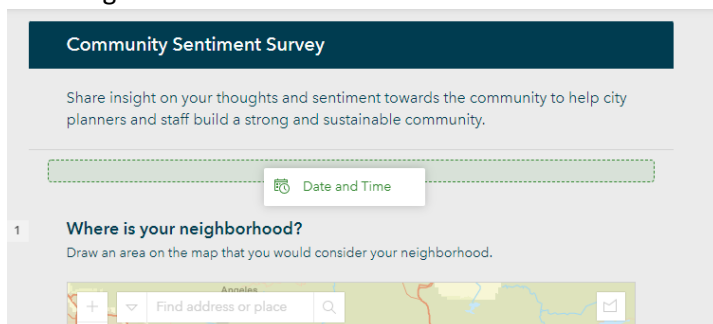 Community Sentiment Survey
Share insight on your thoughts and sentiment towards the community to help city
planners and staff build a strong and sustainable community.
Date and Time
1
Where is your neighborhood?
Draw an area on the map that you would consider your neighborhood.
Angeles
+
Find address or place